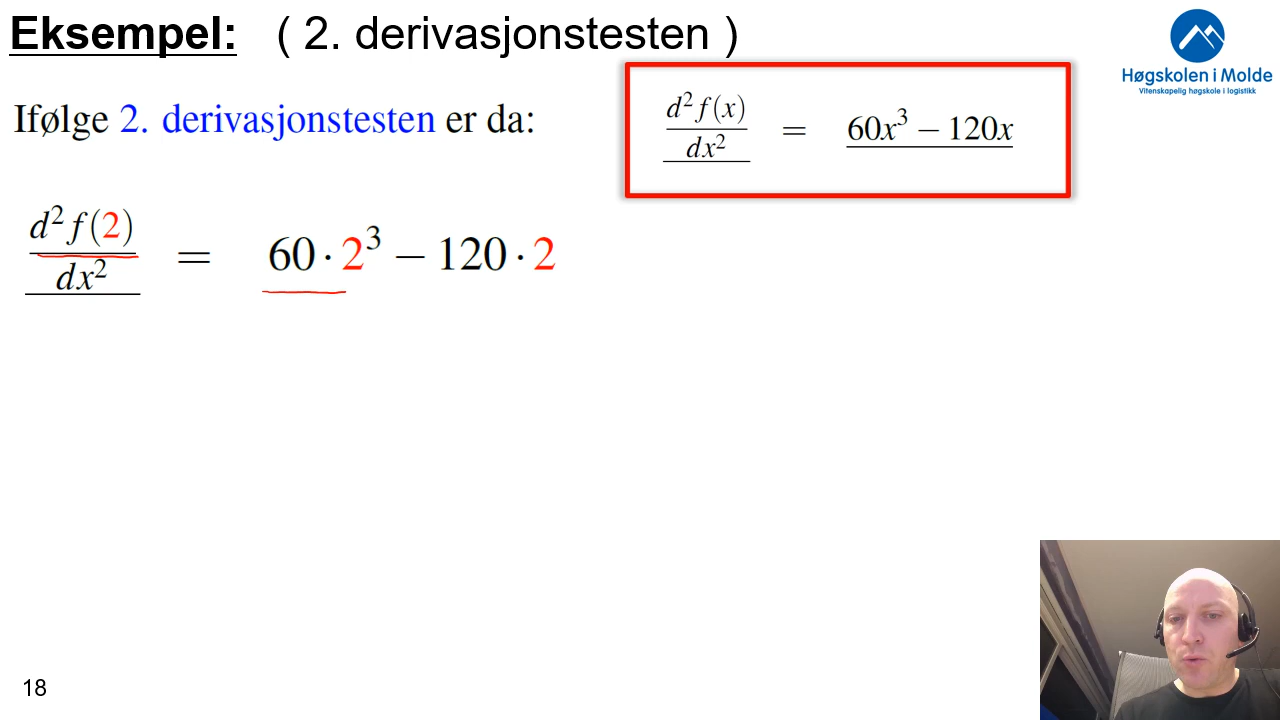 Eksempel: ( 2. derivasjonstesten )
Høgskolen i Molde
Vitenskapelig høgskole i logistikk
Ifølge 2. derivasjonstesten er da:
d²f(x)/dx² = 60x³ − 120x
d²f(2)/dx² = 60 · 2³ − 120 · 2
18